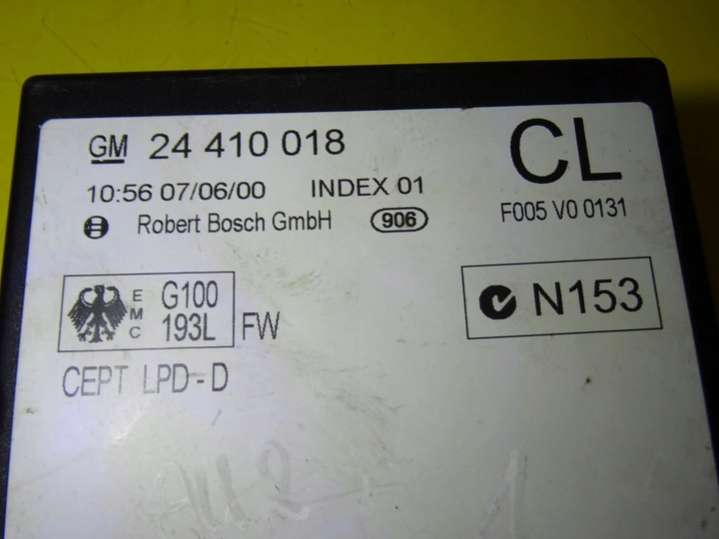 GM 24 410 018
CL
10:56 07/06/00 INDEX 01
F005 V0 0131
Robert Bosch GmbH 906
EMC G100
193L FW
N153
CEPT LPD-D